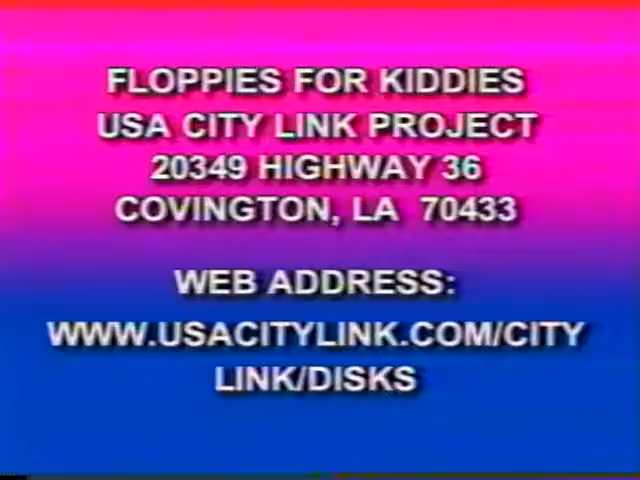 FLOPPIES FOR KIDDIES
USA CITY LINK PROJECT
20349 HIGHWAY 36
COVINGTON, LA 70433
WEB ADDRESS:
WWW.USACITYLINK.COM/CITY
LINK/DISKS